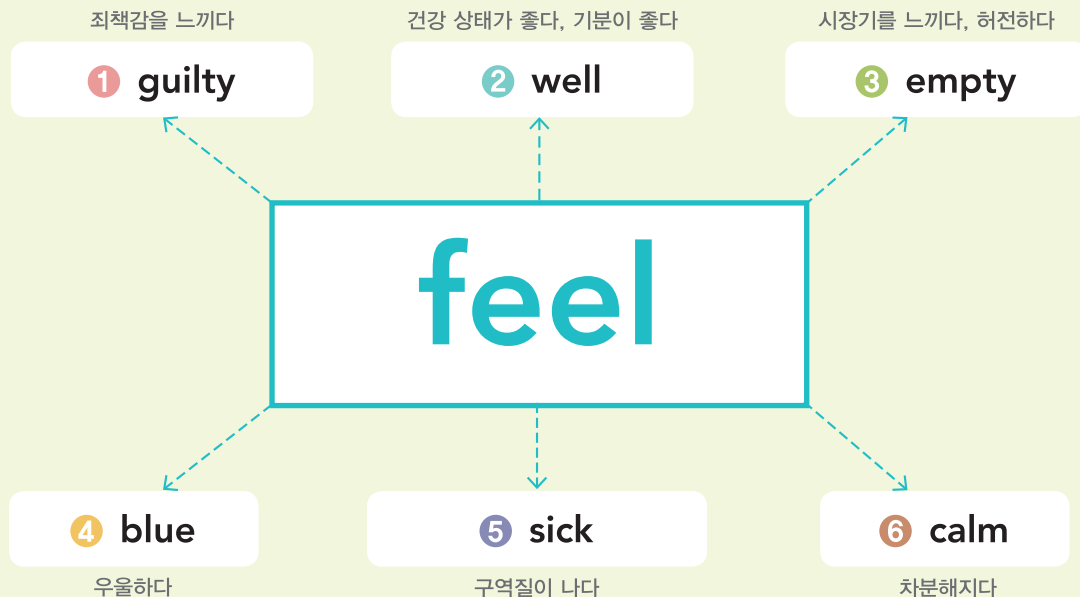 죄책감을 느끼다
건강 상태가 좋다, 기분이 좋다
시장기를 느끼다, 허전하다
1 guilty
2 well
3 empty
feel
4 blue
5 sick
6 calm
우울하다
구역질이 나다
차분해지다